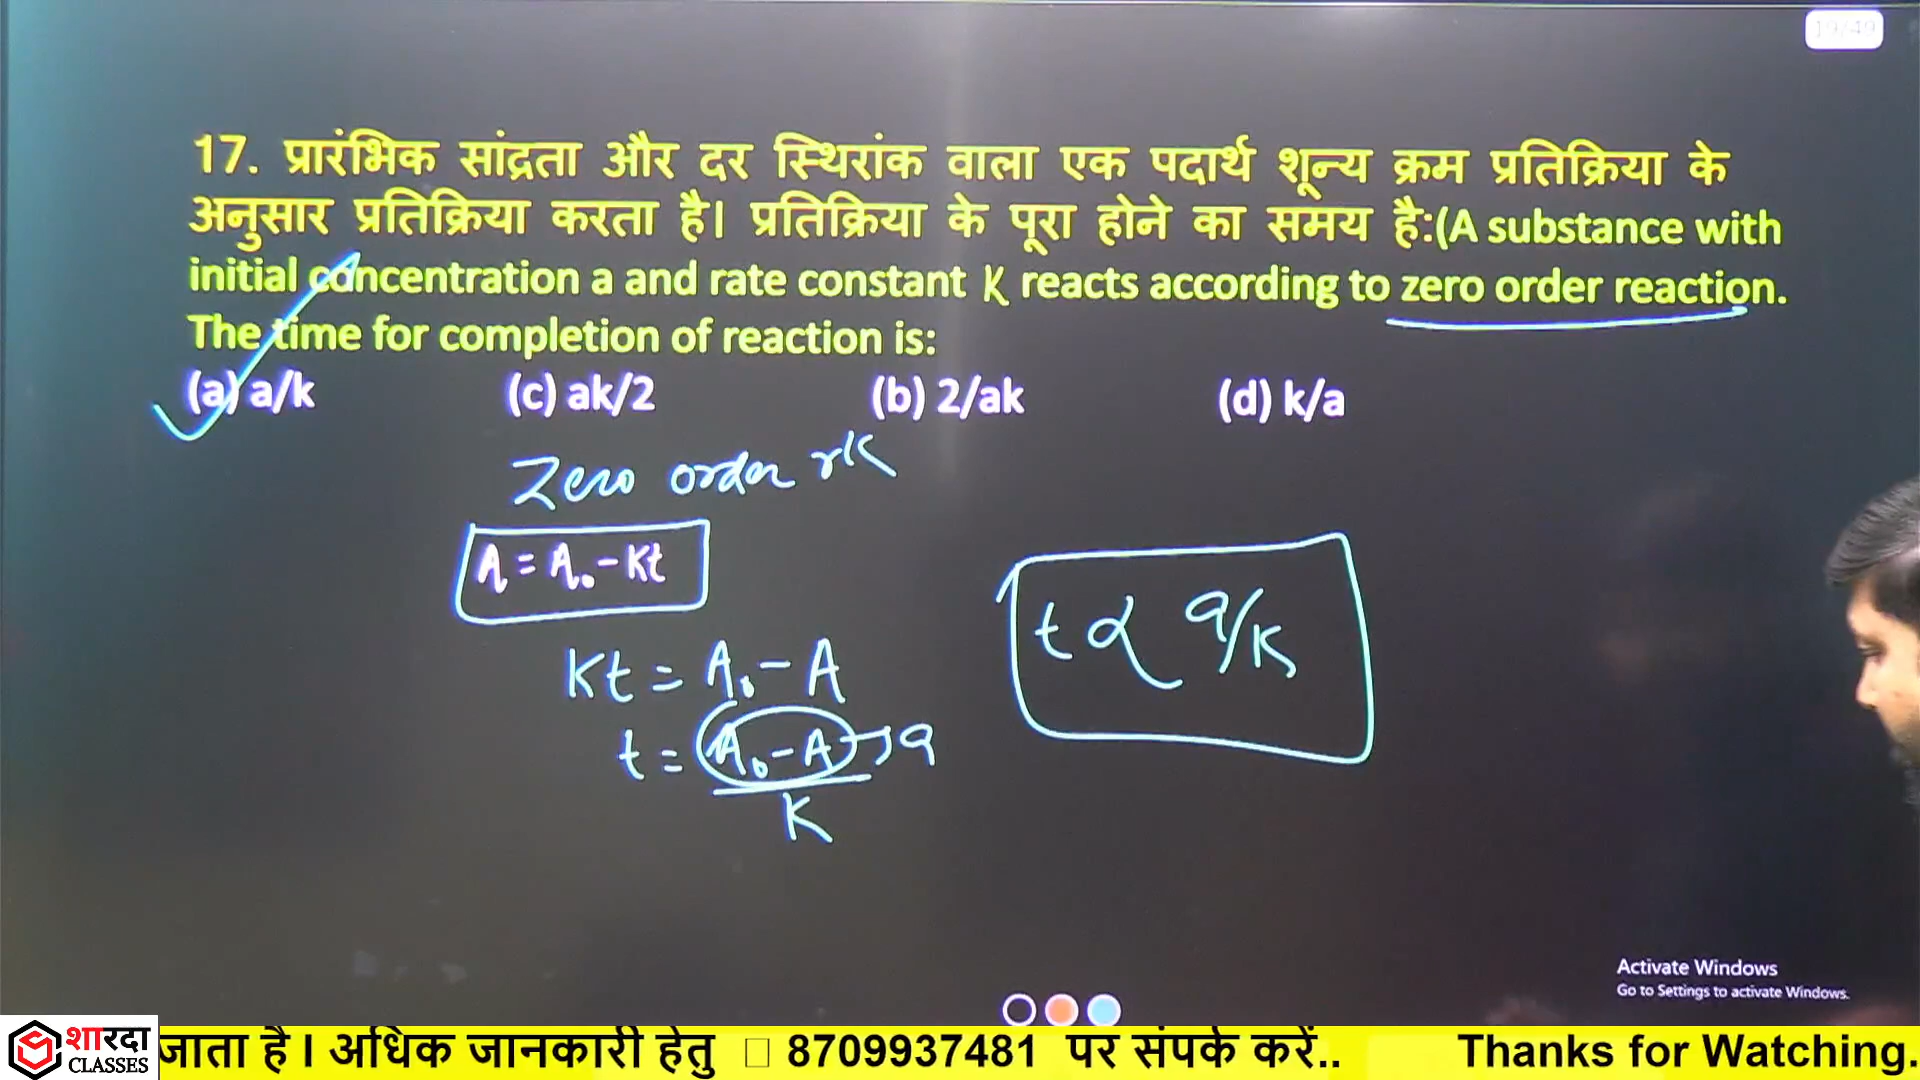 19/49
17. प्रारंभिक सांद्रता और दर स्थिरांक वाला एक पदार्थ शून्य क्रम प्रतिक्रिया के
अनुसार प्रतिक्रिया करता है। प्रतिक्रिया के पूरा होने का समय है:(A substance with
initial concentration a and rate constant K reacts according to zero order reaction.
The time for completion of reaction is:
(a) a/k (c) ak/2 (b) 2/ak (d) k/a
Zero order rK
A = A₀ - Kt
Kt = A₀ - A
t = A₀ - A → a
K
t ∝ a/K
Activate Windows
Go to Settings to activate Windows.
शारदा
CLASSES
जाता है । अधिक जानकारी हेतु 8709937481 पर संपर्क करें.. Thanks for Watching.